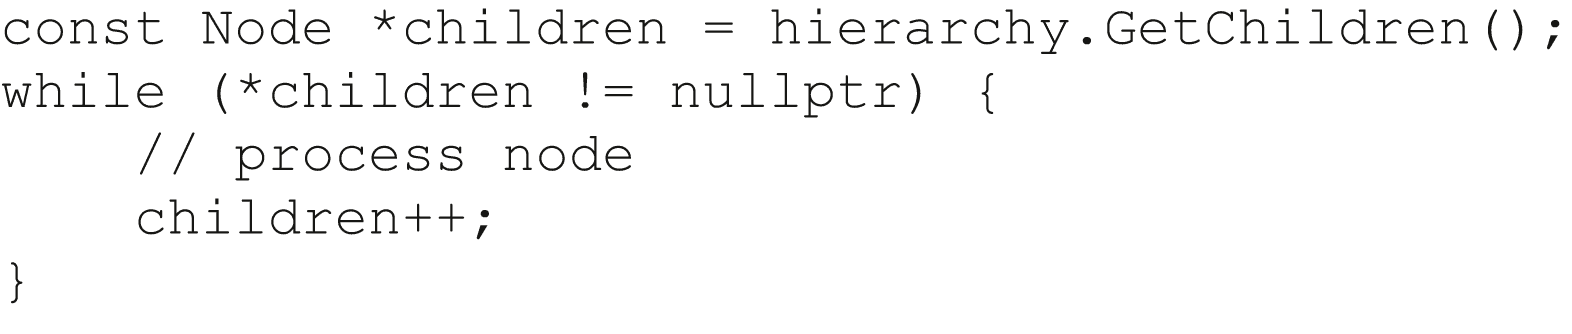 const Node *children = hierarchy.GetChildren();
while (*children != nullptr) {
    // process node
    children++;
}